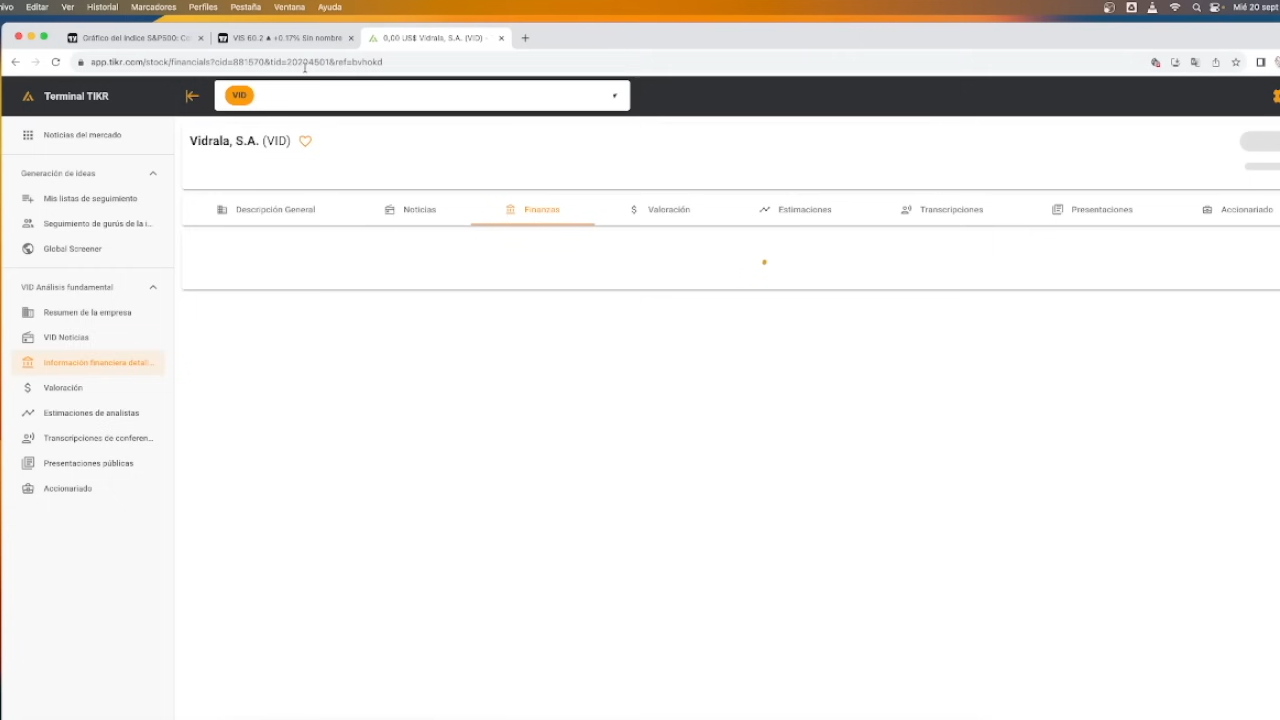 Editar Ver Historial Marcadores Perfiles Pestaña Ventana Ayuda Mié 20 sept
Gráfico del Índice S&P500: Co VIS 60.2 ▲ +0.17% Sin nombre 0,00 US$ Vidrala, S.A. (VID) -
app.tikr.com/stock/financials?cid=881570&tid=20204501&ref=bvhokd
Terminal TIKR VID
Noticias del mercado
Vidrala, S.A. (VID)
Generación de ideas
Mis listas de seguimiento
Descripción General Noticias Finanzas Valoración Estimaciones Transcripciones Presentaciones Accionariado
Seguimiento de gurús de la i...
Global Screener
VID Análisis fundamental
Resumen de la empresa
VID Noticias
Información financiera detall...
Valoración
Estimaciones de analistas
Transcripciones de conferen...
Presentaciones públicas
Accionariado